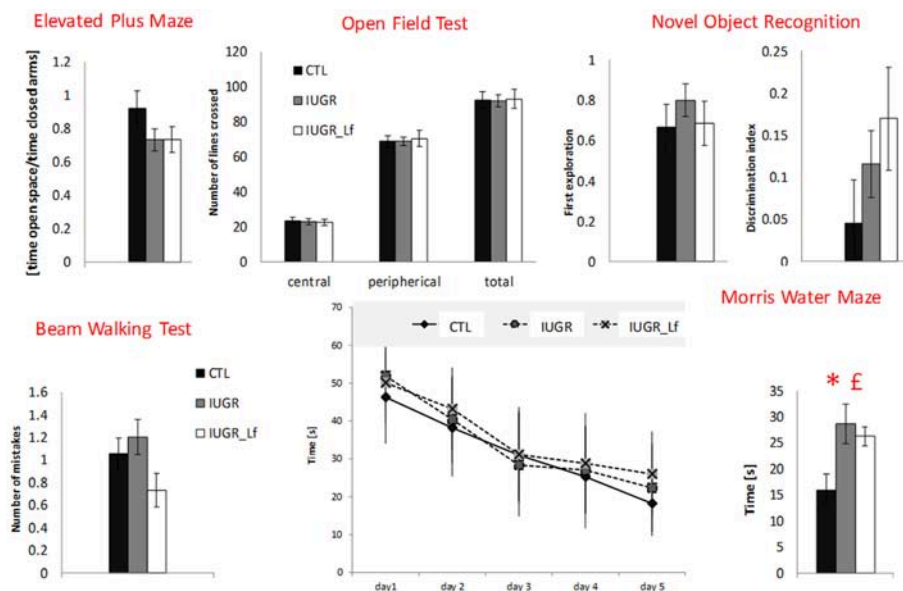 Elevated Plus Maze
Open Field Test
Novel Object Recognition
[time open space/time closed arms]
1.2
1
0.8
0.6
0.4
0.2
0
Number of lines crossed
120
100
80
60
40
20
0
CTL
IUGR
IUGR_Lf
central peripherical total
First exploration
1
0.8
0.6
0.4
0.2
0
Discrimination index
0.25
0.2
0.15
0.1
0.05
0
Beam Walking Test
CTL
IUGR
IUGR_Lf
Number of mistakes
1.6
1.4
1.2
1
0.8
0.6
0.4
0.2
0
CTL IUGR IUGR_Lf
Time [s]
70
60
50
40
30
20
10
0
day1 day 2 day 3 day 4 day 5
Morris Water Maze
* £
Time [s]
35
30
25
20
15
10
5
0